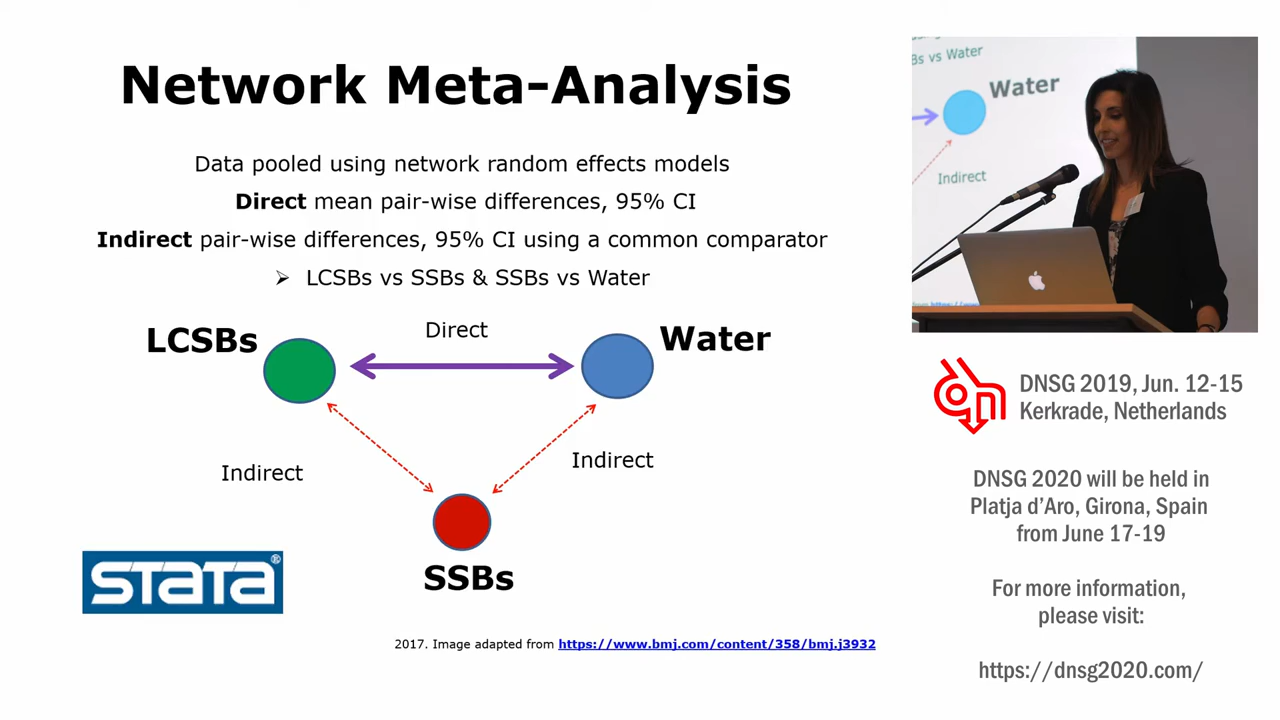 Network Meta-Analysis
Data pooled using network random effects models
Direct mean pair-wise differences, 95% CI
Indirect pair-wise differences, 95% CI using a common comparator
➢ LCSBs vs SSBs & SSBs vs Water
LCSBs
Direct
Water
Indirect
Indirect
SSBs
STATA®
2017. Image adapted from https://www.bmj.com/content/358/bmj.j3932
vs Water
Water
Indirect
DNSG 2019, Jun. 12-15
Kerkrade, Netherlands
DNSG 2020 will be held in
Platja d’Aro, Girona, Spain
from June 17-19
For more information,
please visit:
https://dnsg2020.com/